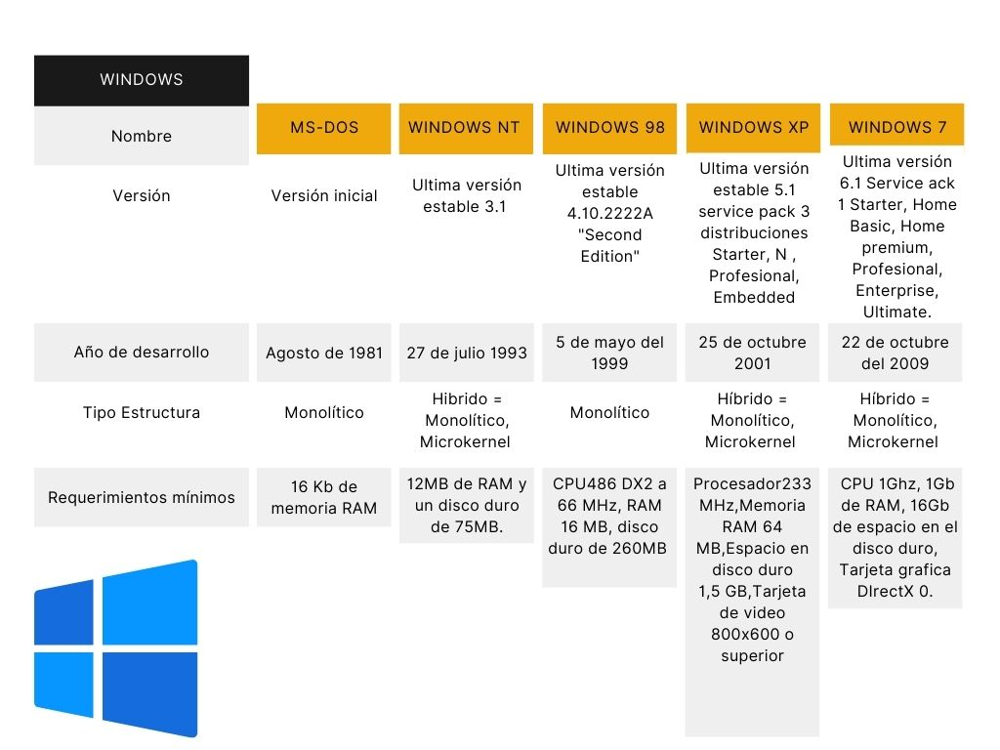 WINDOWS
Nombre
MS-DOS
WINDOWS NT
WINDOWS 98
WINDOWS XP
WINDOWS 7
Versión
Versión inicial
Ultima versión
estable 3.1
Ultima versión
estable
4.10.2222A
"Second
Edition"
Ultima versión
estable 5.1
service pack 3
distribuciones
Starter, N ,
Profesional,
Embedded
Ultima versión
6.1 Service ack
1 Starter, Home
Basic, Home
premium,
Profesional,
Enterprise,
Ultimate.
Año de desarrollo
Agosto de 1981
27 de julio 1993
5 de mayo del
1999
25 de octubre
2001
22 de octubre
del 2009
Tipo Estructura
Monolítico
Hibrido =
Monolítico,
Microkernel
Monolítico
Híbrido =
Monolítico,
Microkernel
Híbrido =
Monolítico,
Microkernel
Requerimientos mínimos
16 Kb de
memoria RAM
12MB de RAM y
un disco duro
de 75MB.
CPU486 DX2 a
66 MHz, RAM
16 MB, disco
duro de 260MB
Procesador233
MHz,Memoria
RAM 64
MB,Espacio en
disco duro
1,5 GB,Tarjeta
de video
800x600 o
superior
CPU 1Ghz, 1Gb
de RAM, 16Gb
de espacio en el
disco duro,
Tarjeta grafica
DIrectX 0.